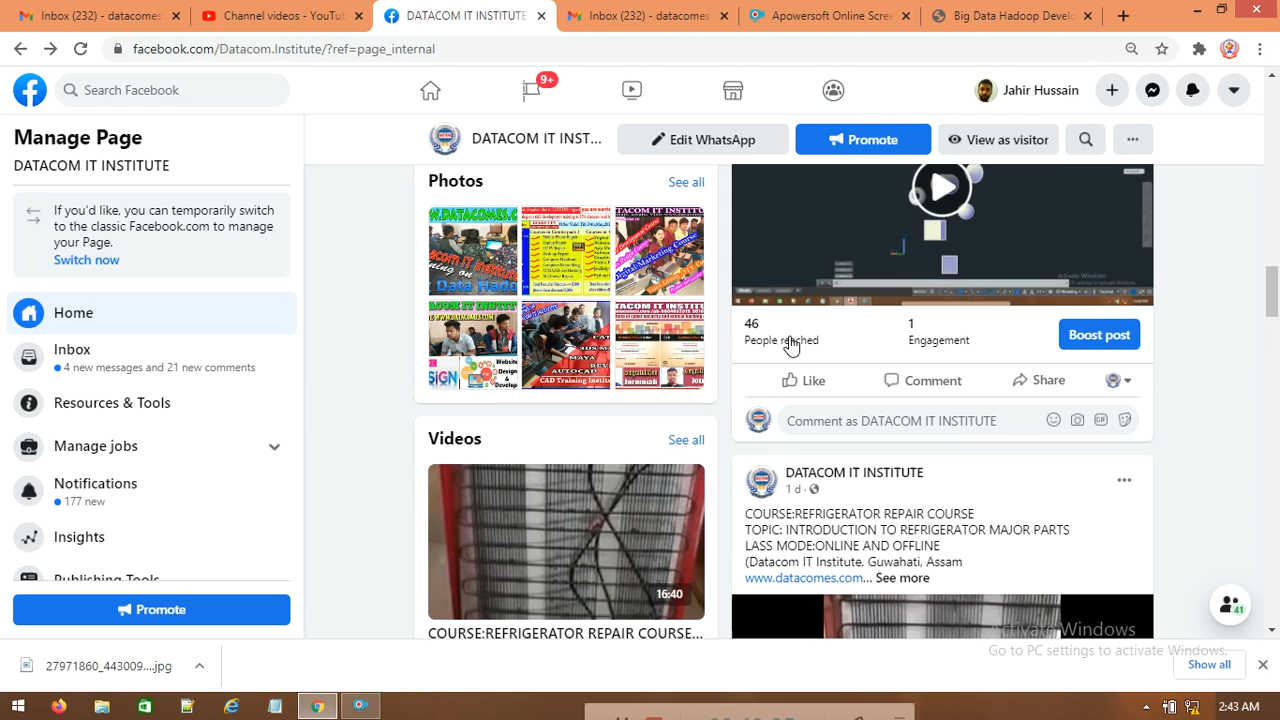 Inbox (232) - datacomes
Channel videos - YouTu
DATACOM IT INSTITUTE
Inbox (232) - datacomes
Apowersoft Online Scree
Big Data Hadoop Develo
facebook.com/Datacom.Institute/?ref=page_internal
Search Facebook
9+
Jahir Hussain
Manage Page
DATACOM IT INSTITUTE
DATACOM IT INST...
Edit WhatsApp
Promote
View as visitor
If you'd like, you can temporarily switch
to the classic Facebook.com to manage
your Page.
Switch now
Home
Inbox
4 new messages and 21 new comments
Resources & Tools
Manage jobs
Notifications
177 new
Insights
Publishing Tools
Promote
Photos
See all
Videos
See all
16:40
COURSE:REFRIGERATOR REPAIR COURSE...
46
People reached
1
Engagement
Boost post
Like
Comment
Share
Comment as DATACOM IT INSTITUTE
GIF
DATACOM IT INSTITUTE
1 d
COURSE:REFRIGERATOR REPAIR COURSE
TOPIC: INTRODUCTION TO REFRIGERATOR MAJOR PARTS
LASS MODE:ONLINE AND OFFLINE
(Datacom IT Institute, Guwahati, Assam
www.datacomes.com... See more
41
Activate Windows
Go to PC settings to activate Windows.
27971860_443009....jpg
Show all
2:43 AM